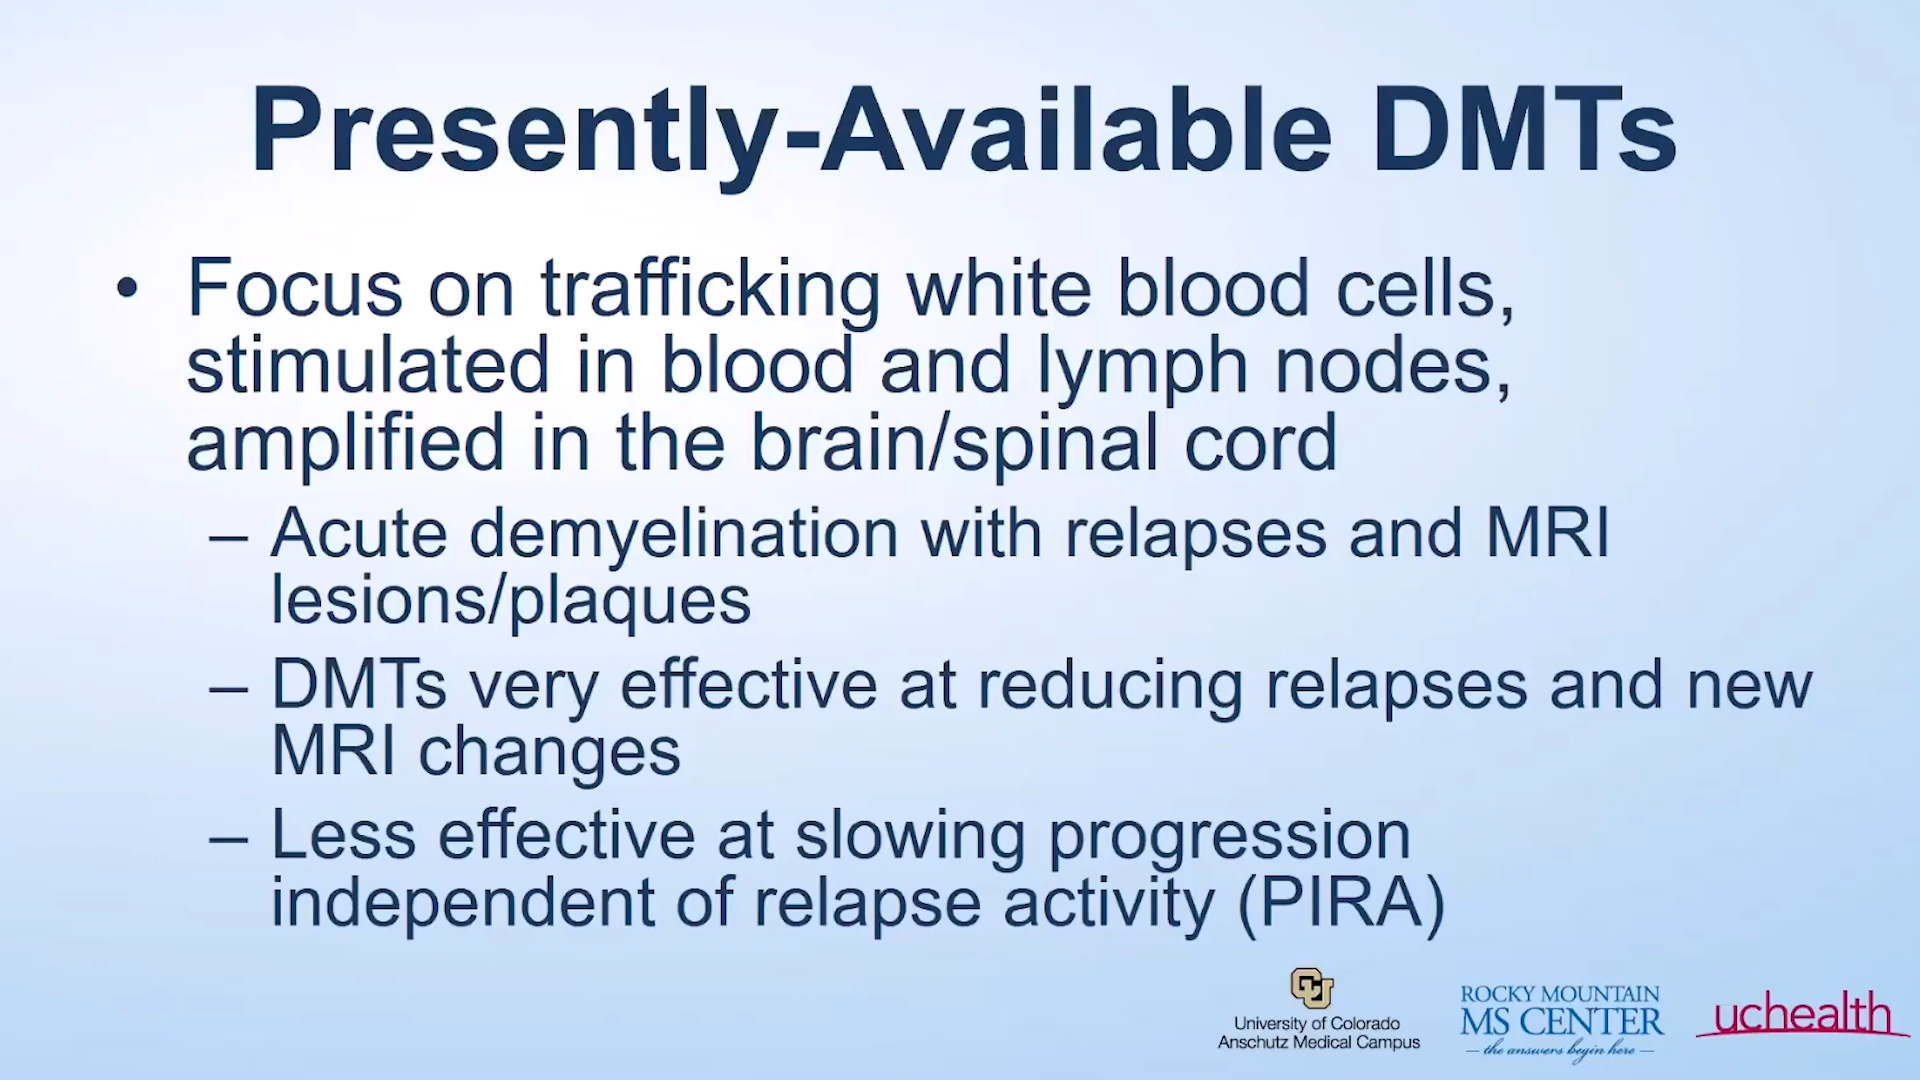 Presently-Available DMTs
• Focus on trafficking white blood cells,
stimulated in blood and lymph nodes,
amplified in the brain/spinal cord
– Acute demyelination with relapses and MRI
lesions/plaques
– DMTs very effective at reducing relapses and new
MRI changes
– Less effective at slowing progression
independent of relapse activity (PIRA)
CU
University of Colorado
Anschutz Medical Campus
ROCKY MOUNTAIN
MS CENTER
— the answers begin here —
uchealth